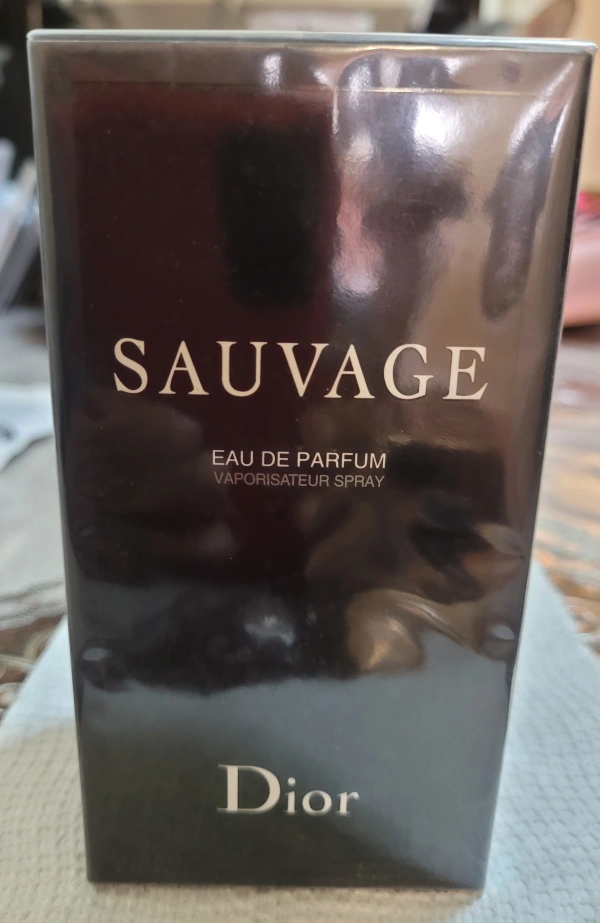 SAUVAGE
EAU DE PARFUM
VAPORISATEUR SPRAY
Dior